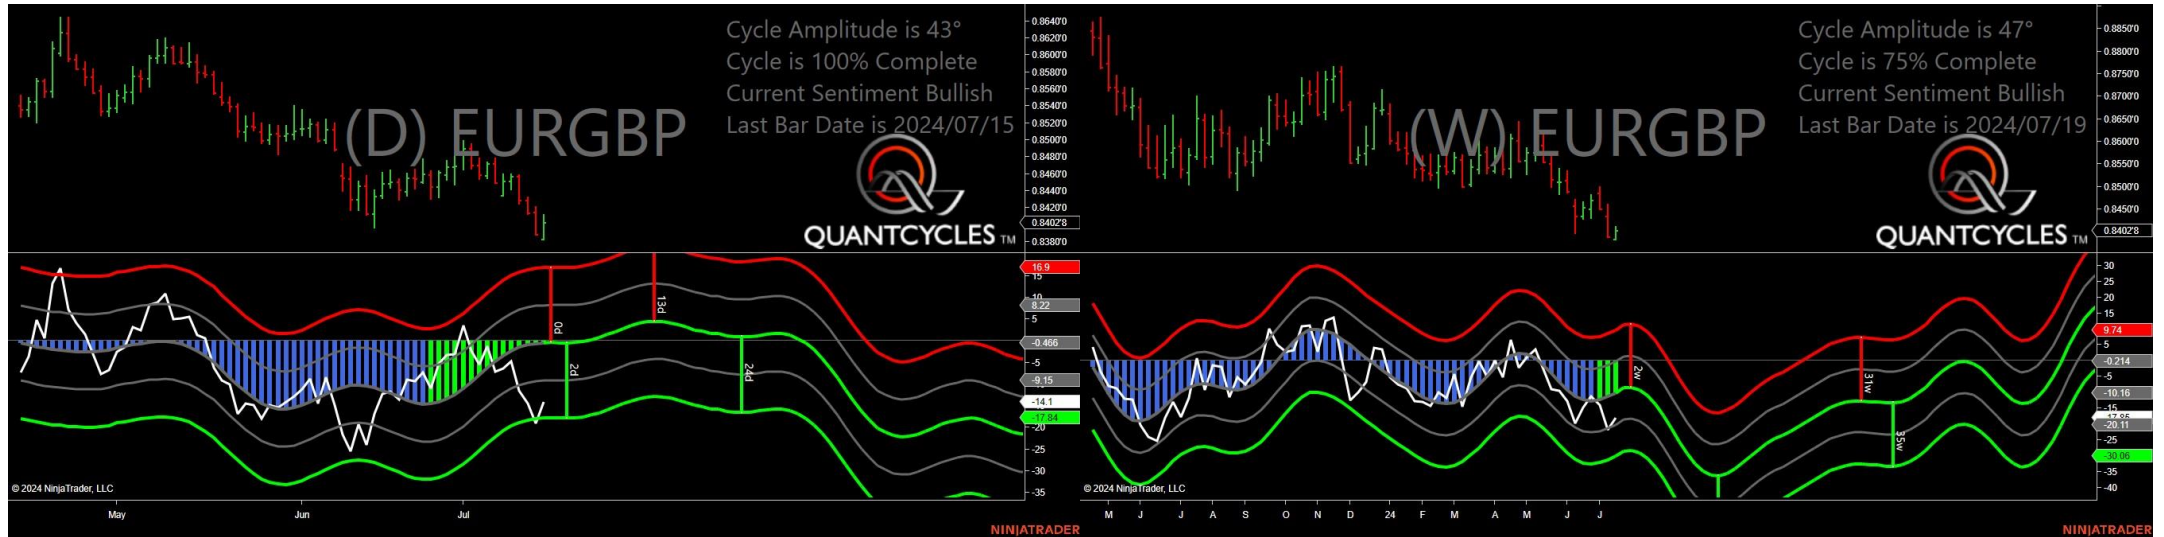 Cycle Amplitude is 43°
Cycle is 100% Complete
Current Sentiment Bullish
Last Bar Date is 2024/07/15
(D) EURGBP
QUANTCYCLES TM
0.8640'0
0.8620'0
0.8600'0
0.8580'0
0.8560'0
0.8540'0
0.8520'0
0.8500'0
0.8480'0
0.8460'0
0.8440'0
0.8420'0
0.8402'8
0.8380'0
16.9
15
10
8.22
5
-0.466
-5
-9.15
-14.1
-17.84
-20
-25
-30
-35
0d
13d
2d
24d
© 2024 NinjaTrader, LLC
May Jun Jul
NINJATRADER
Cycle Amplitude is 47°
Cycle is 75% Complete
Current Sentiment Bullish
Last Bar Date is 2024/07/19
(W) EURGBP
QUANTCYCLES TM
0.8850'0
0.8800'0
0.8750'0
0.8700'0
0.8650'0
0.8600'0
0.8550'0
0.8500'0
0.8450'0
0.8402'8
30
25
20
15
9.74
5
-0.214
-5
-10.16
-15
-20.11
-25
-30.06
-35
-40
2w
31w
35w
© 2024 NinjaTrader, LLC
M J J A S O N D 24 F M A M J J
NINJATRADER